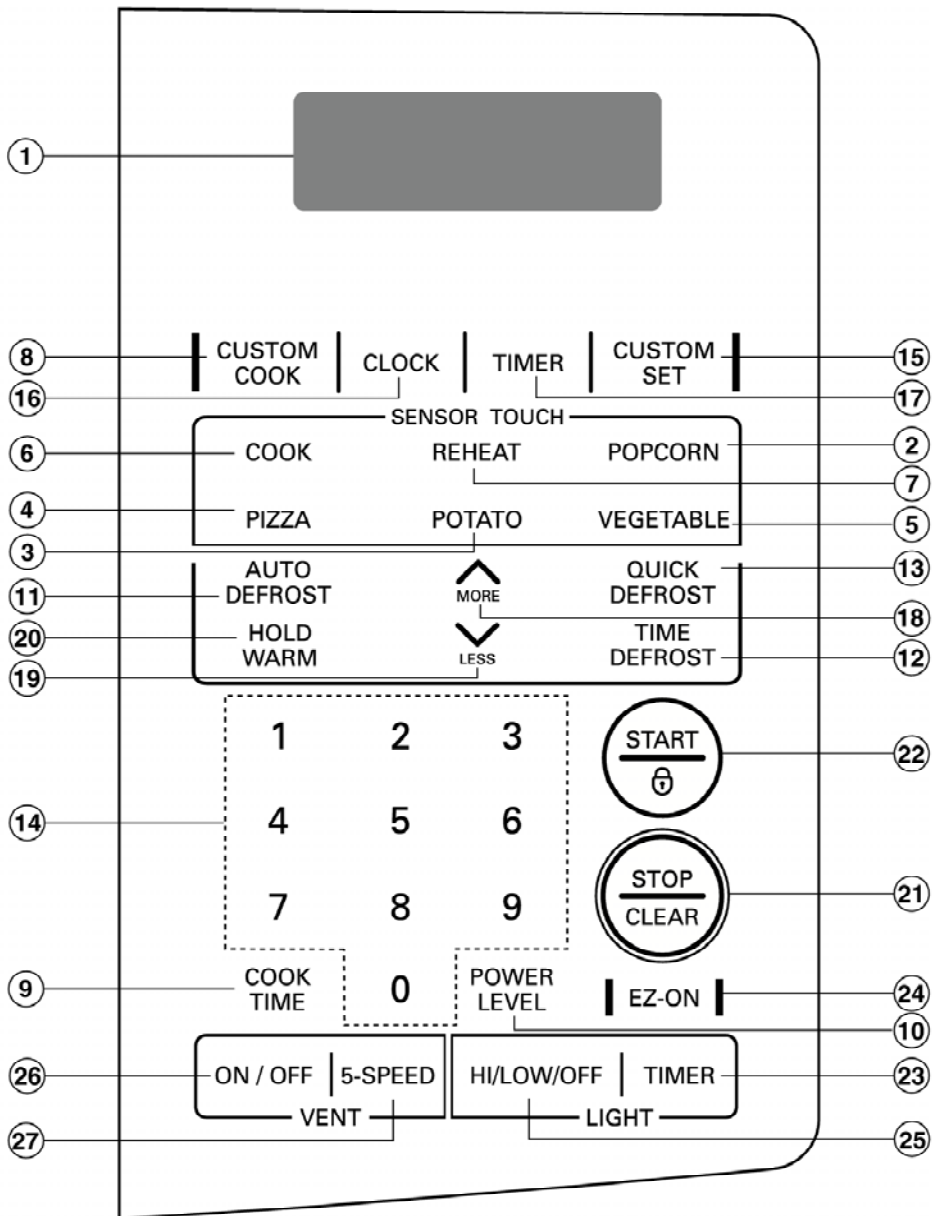 1
8
CUSTOM
COOK
CLOCK
TIMER
CUSTOM
SET
15
16
17
SENSOR TOUCH
6
COOK
REHEAT
POPCORN
2
7
4
PIZZA
POTATO
VEGETABLE
5
3
AUTO
DEFROST
MORE
QUICK
DEFROST
13
11
18
20
HOLD
WARM
LESS
TIME
DEFROST
12
19
1 2 3
START
22
14
4 5 6
7 8 9
STOP
CLEAR
21
9
COOK
TIME
0
POWER
LEVEL
EZ-ON
24
10
26
ON / OFF
5-SPEED
HI/LOW/OFF
TIMER
23
VENT
LIGHT
27
25